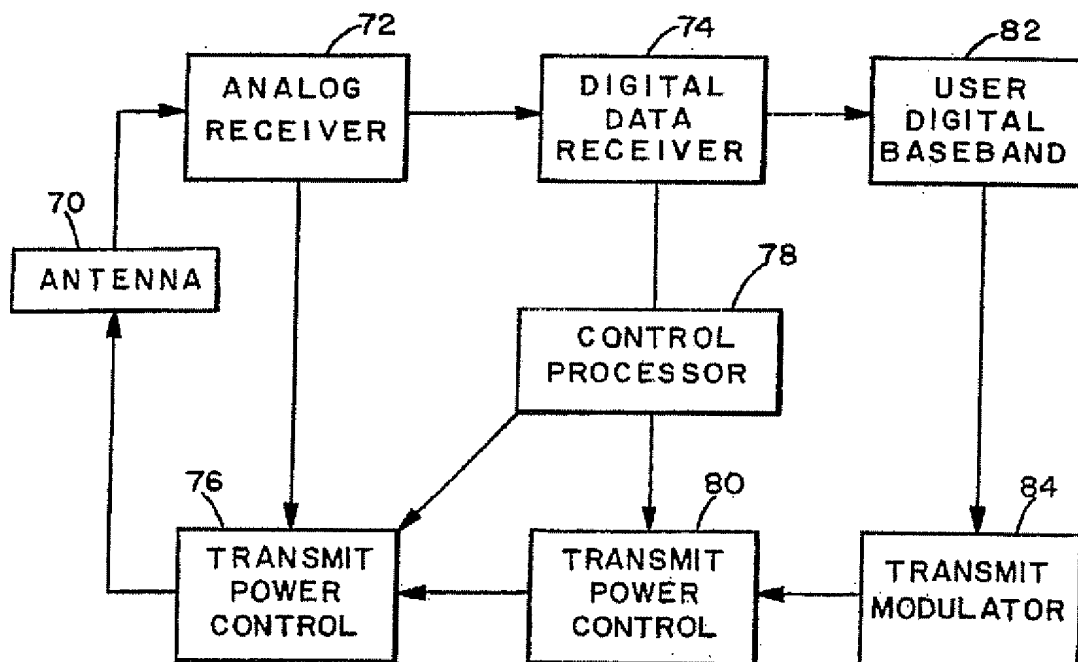 72
74
82
ANALOG
RECEIVER
DIGITAL
DATA
RECEIVER
USER
DIGITAL
BASEBAND
70
ANTENNA
78
CONTROL
PROCESSOR
76
80
84
TRANSMIT
POWER
CONTROL
TRANSMIT
POWER
CONTROL
TRANSMIT
MODULATOR